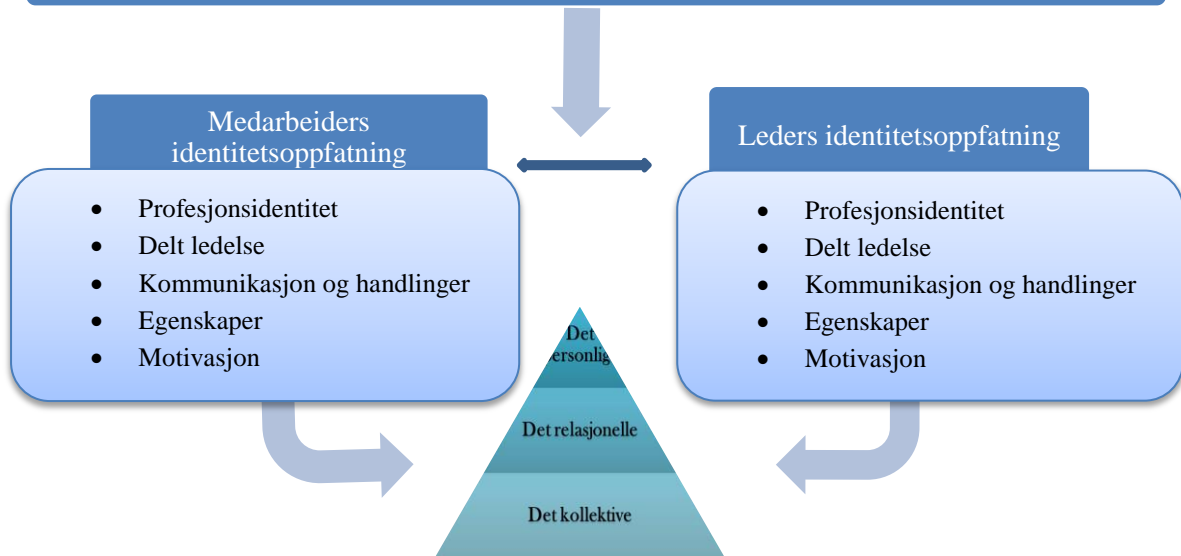 Medarbeiders
identitetsoppfatning
• Profesjonsidentitet
• Delt ledelse
• Kommunikasjon og handlinger
• Egenskaper
• Motivasjon
Leders identitetsoppfatning
• Profesjonsidentitet
• Delt ledelse
• Kommunikasjon og handlinger
• Egenskaper
• Motivasjon
Det
ersonlig
Det relasjonelle
Det kollektive